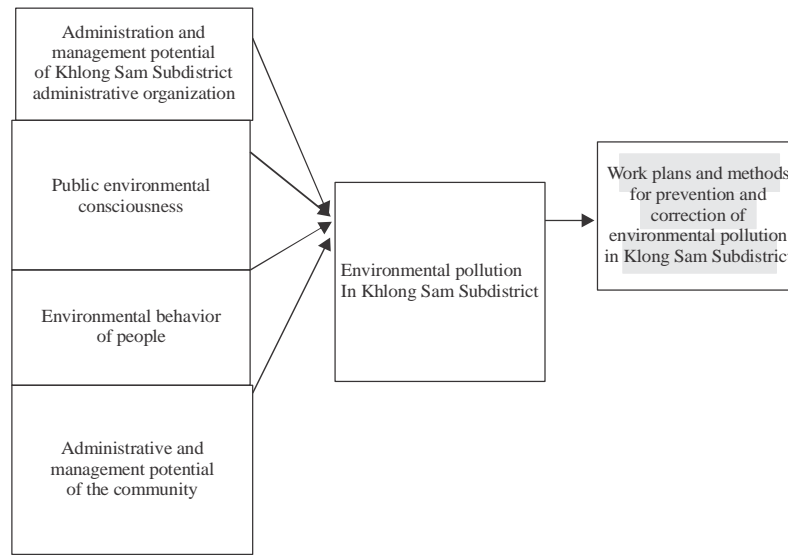 Administration and
management potential
of Khlong Sam Subdistrict
administrative organization
Public environmental
consciousness
Environmental behavior
of people
Administrative and
management potential
of the community
Environmental pollution
In Khlong Sam Subdistrict
Work plans and methods
for prevention and
correction of
environmental pollution
in Klong Sam Subdistrict